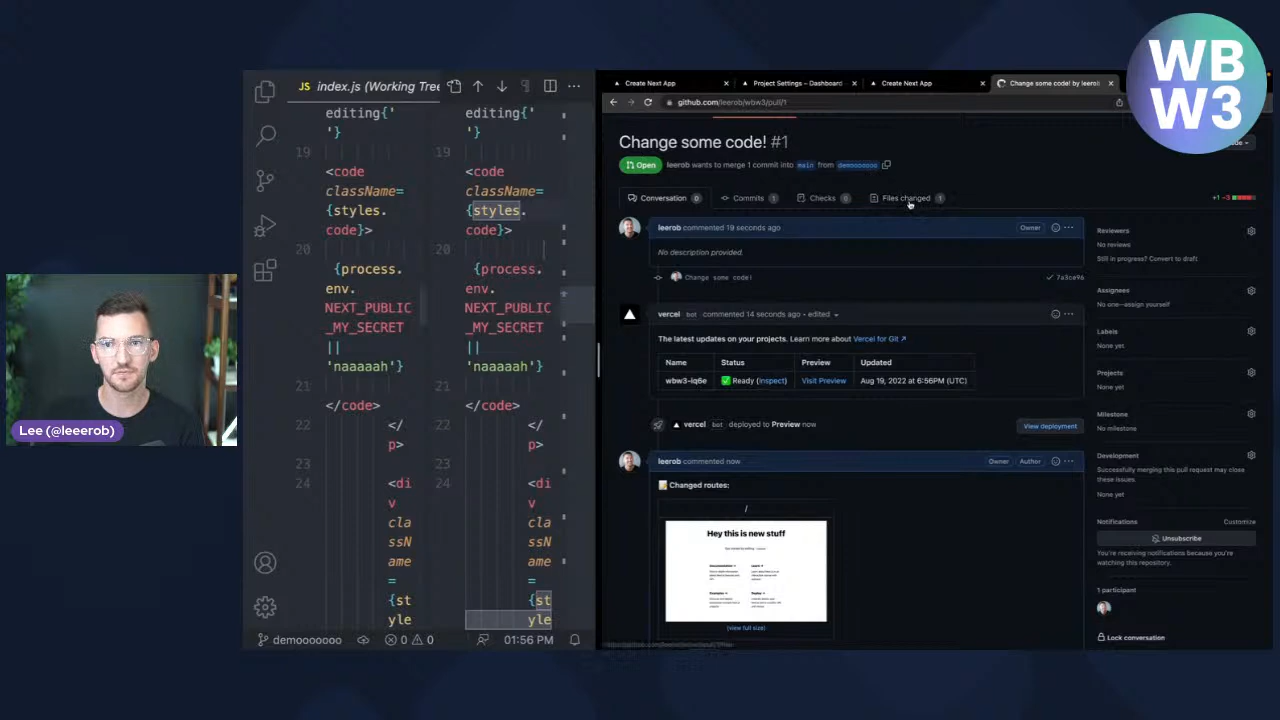 WB
W3
Lee (@leeerob)
JS index.js (Working Tree
editing{'
'}
19
<code
className=
{styles.
code}>
20
{process.
env.
NEXT_PUBLIC
_MY_SECRET
||
'naaaaah'}
21
</code>
22
</
p>
23
24
<di
v
cla
ssN
ame
=
{st
yle
editing{'
'}
19
<code
className=
{styles.
code}>
20
{process.
env.
NEXT_PUBLIC
_MY_SECRET
||
'naaaaah'}
21
</code>
22
</
p>
23
24
<di
v
cla
ssN
ame
=
{st
yle
demooooooo 0 0 01:56 PM
Create Next App
Project Settings – Dashboard
Create Next App
Change some code! by leerob
github.com/leerob/wbw3/pull/1
Change some code! #1
Open leerob wants to merge 1 commit into main from demooooooo
Conversation 0 Commits 1 Checks 0 Files changed 1 +1 −3
leerob commented 19 seconds ago Owner
No description provided.
Change some code! 7a3ce96
vercel bot commented 14 seconds ago • edited
The latest updates on your projects. Learn more about Vercel for Git ↗
Name Status Preview Updated
wbw3-iq6e Ready (Inspect) Visit Preview Aug 19, 2022 at 6:56PM (UTC)
vercel bot deployed to Preview now View deployment
leerob commented now Owner Author
Changed routes:
/
Hey this is new stuff
(view full size)
Reviewers
No reviews
Still in progress? Convert to draft
Assignees
No one—assign yourself
Labels
None yet
Projects
None yet
Milestone
No milestone
Development
Successfully merging this pull request may close
these issues.
None yet
Notifications Customize
Unsubscribe
You're receiving notifications because you're
watching this repository.
1 participant
Lock conversation